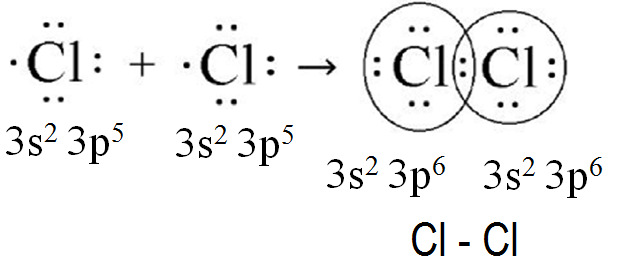 ·Cl: + ·Cl: → :Cl:Cl:
3s² 3p⁵ 3s² 3p⁵
3s² 3p⁶ 3s² 3p⁶
Cl - Cl